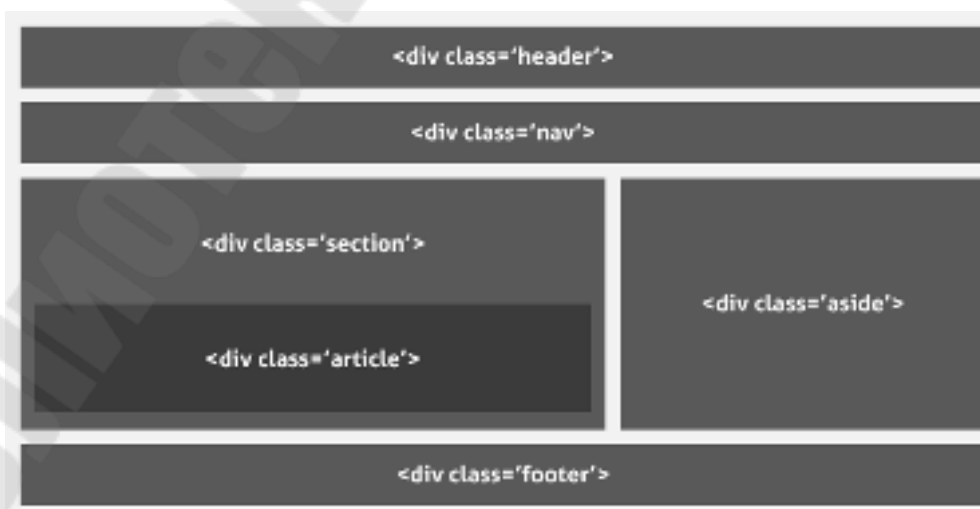 <div class='header'>
<div class='nav'>
<div class='section'>
<div class='aside'>
<div class='article'>
<div class='footer'>